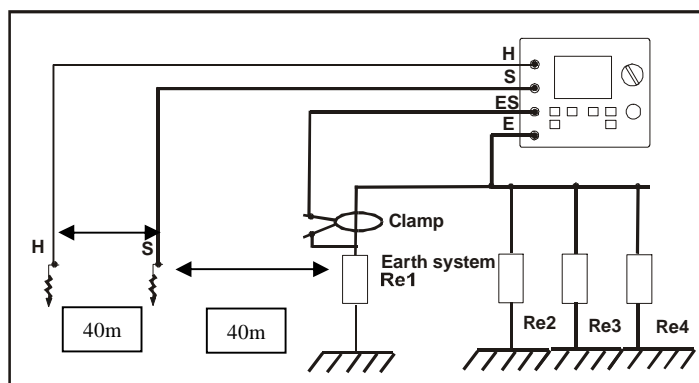 H
S
ES
E
Clamp
H
S
Earth system
Re1
40m
40m
Re2
Re3
Re4